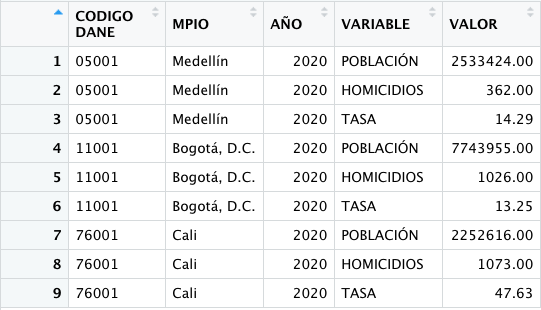 CODIGO DANE MPIO AÑO VARIABLE VALOR
1 05001 Medellín 2020 POBLACIÓN 2533424.00
2 05001 Medellín 2020 HOMICIDIOS 362.00
3 05001 Medellín 2020 TASA 14.29
4 11001 Bogotá, D.C. 2020 POBLACIÓN 7743955.00
5 11001 Bogotá, D.C. 2020 HOMICIDIOS 1026.00
6 11001 Bogotá, D.C. 2020 TASA 13.25
7 76001 Cali 2020 POBLACIÓN 2252616.00
8 76001 Cali 2020 HOMICIDIOS 1073.00
9 76001 Cali 2020 TASA 47.63